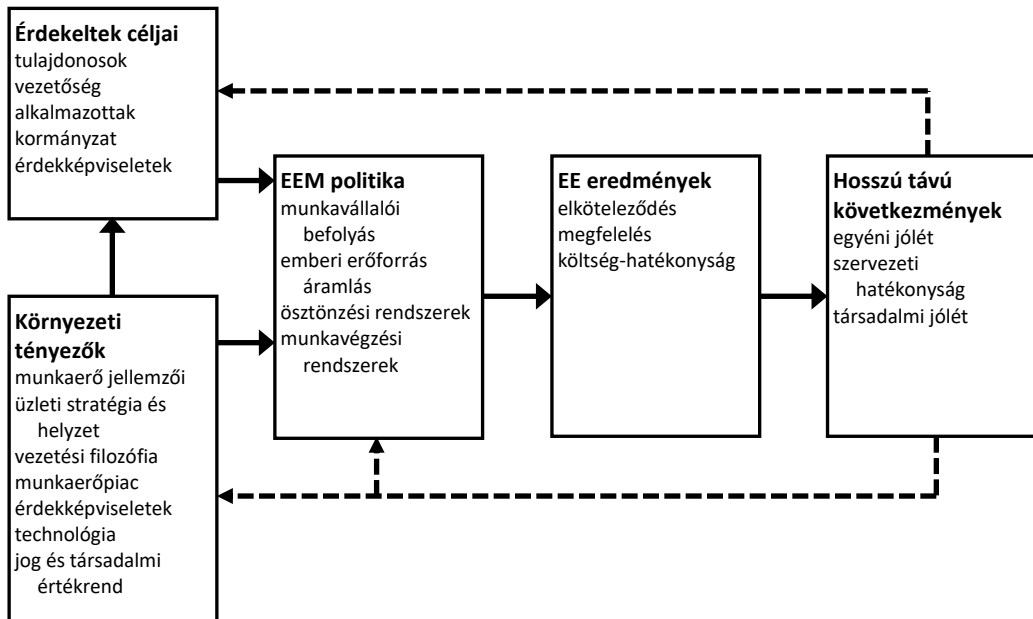 Érdekeltek céljai
tulajdonosok
vezetőség
alkalmazottak
kormányzat
érdekképviseletek
Környezeti
tényezők
munkaerő jellemzői
üzleti stratégia és
helyzet
vezetési filozófia
munkaerőpiac
érdekképviseletek
technológia
jog és társadalmi
értékrend
EEM politika
munkavállalói
befolyás
emberi erőforrás
áramlás
ösztönzési rendszerek
munkavégzési
rendszerek
EE eredmények
elköteleződés
megfelelés
költség-hatékonyság
Hosszú távú
következmények
egyéni jólét
szervezeti
hatékonyság
társadalmi jólét